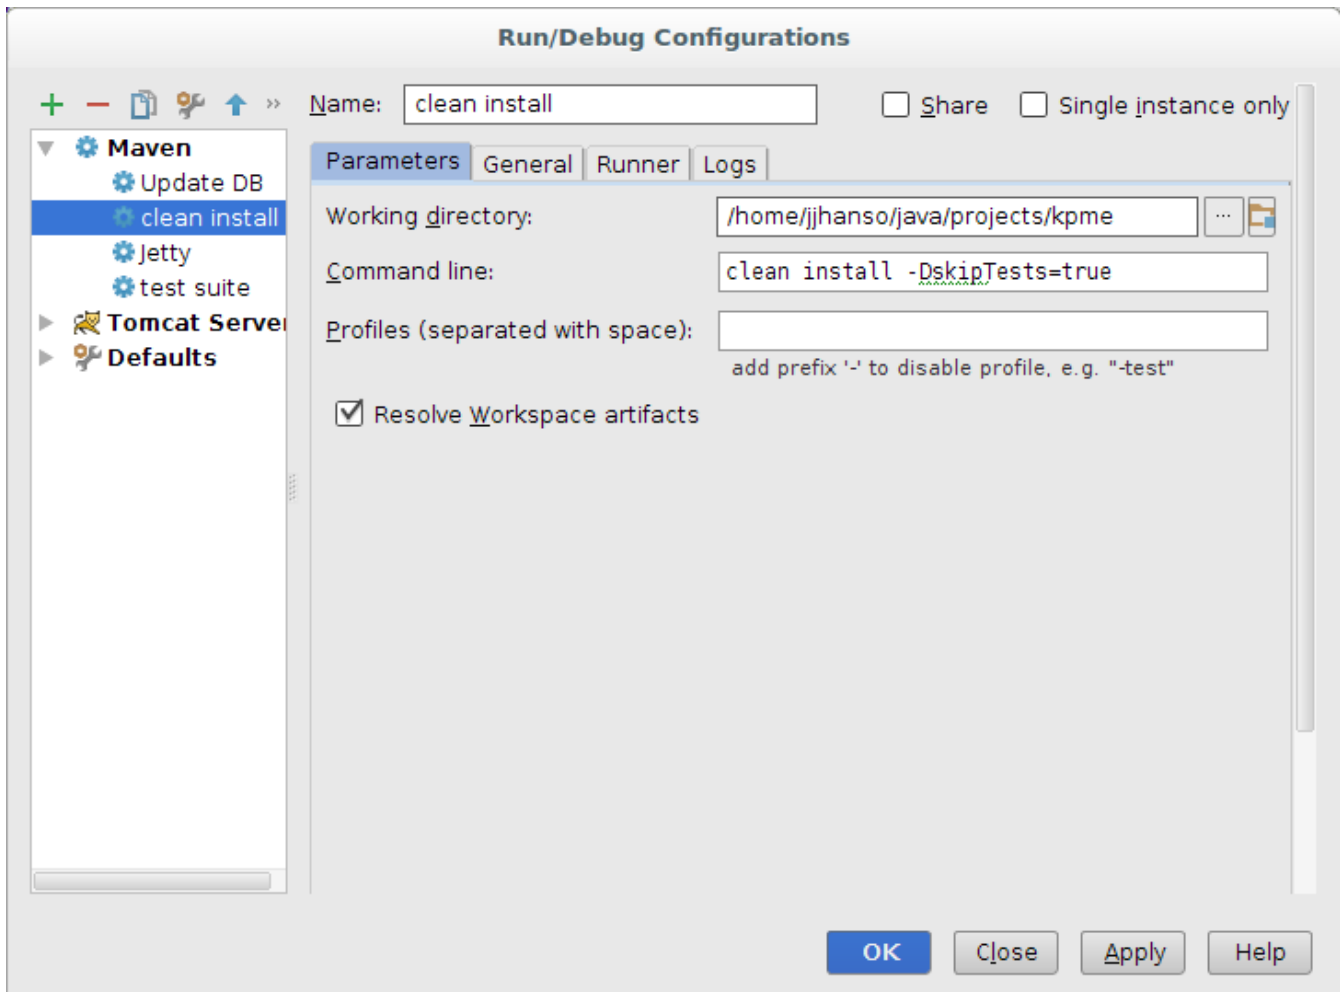 Run/Debug Configurations
Name: clean install Share Single instance only
Maven
Update DB
clean install
Jetty
test suite
Tomcat Server
Defaults
Parameters General Runner Logs
Working directory: /home/jjhanso/java/projects/kpme ...
Command line: clean install -DskipTests=true
Profiles (separated with space):
add prefix '-' to disable profile, e.g. "-test"
Resolve Workspace artifacts
OK Close Apply Help